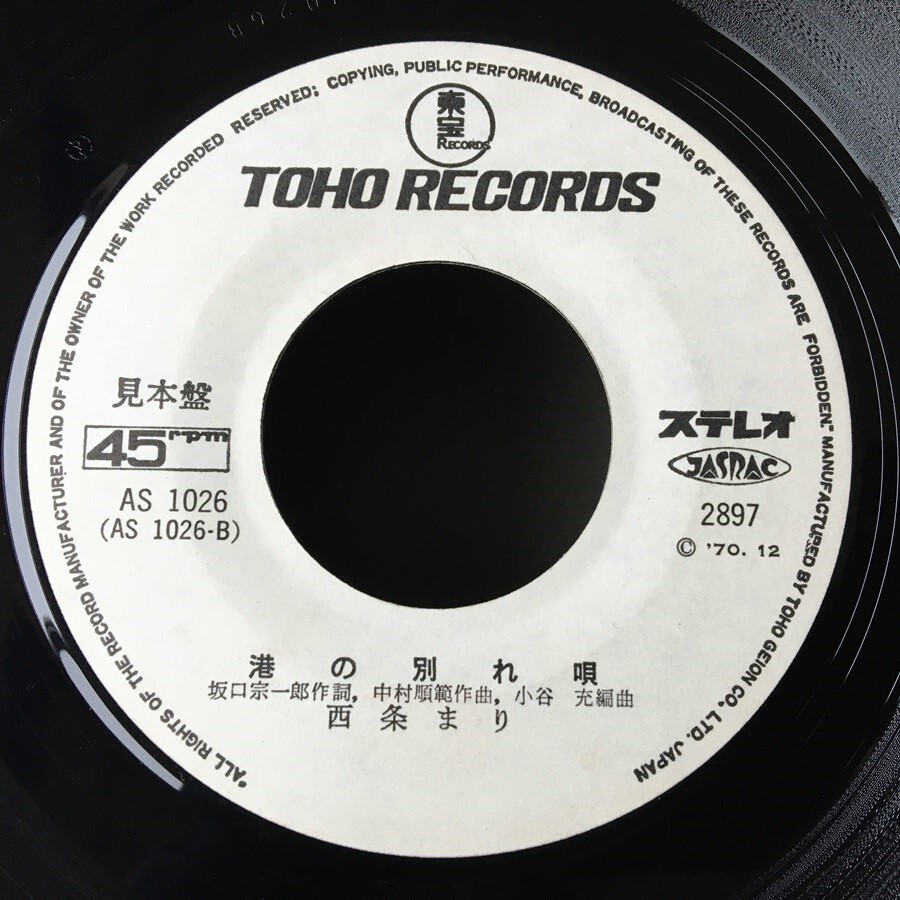 "ALL RIGHTS OF THE RECORD MANUFACTURER AND OF THE OWNER OF THE WORK RECORDED RESERVED; COPYING, PUBLIC PERFORMANCE, BROADCASTING OF THESE RECORDS ARE FORBIDDEN." MANUFACTURED BY TOHO GEION CO., LTD. JAPAN
東宝
RECORDS
TOHO RECORDS
見本盤
45rpm
AS 1026
(AS 1026-B)
ステレオ
JASRAC
2897
© '70. 12
港の別れ唄
坂口宗一郎作詞, 中村順範作曲, 小谷 充編曲
西条まり